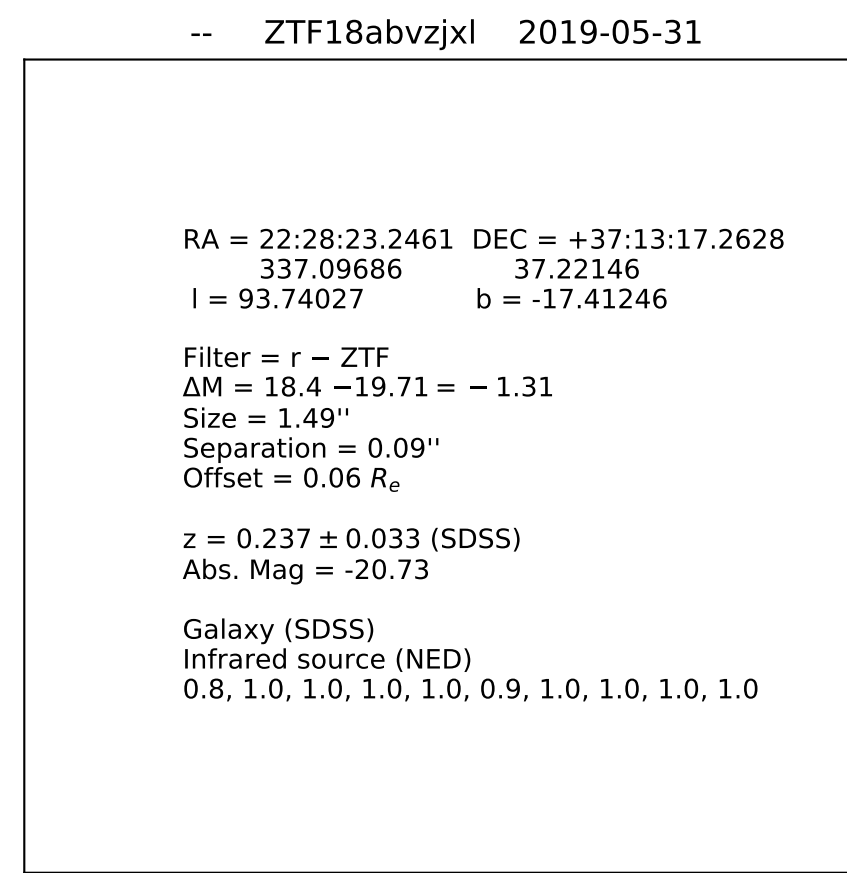 -- ZTF18abvzjxl 2019-05-31
RA = 22:28:23.2461 DEC = +37:13:17.2628
337.09686 37.22146
l = 93.74027 b = -17.41246
Filter = r − ZTF
ΔM = 18.4 −19.71 = − 1.31
Size = 1.49''
Separation = 0.09''
Offset = 0.06 Re
z = 0.237 ± 0.033 (SDSS)
Abs. Mag = -20.73
Galaxy (SDSS)
Infrared source (NED)
0.8, 1.0, 1.0, 1.0, 1.0, 0.9, 1.0, 1.0, 1.0, 1.0